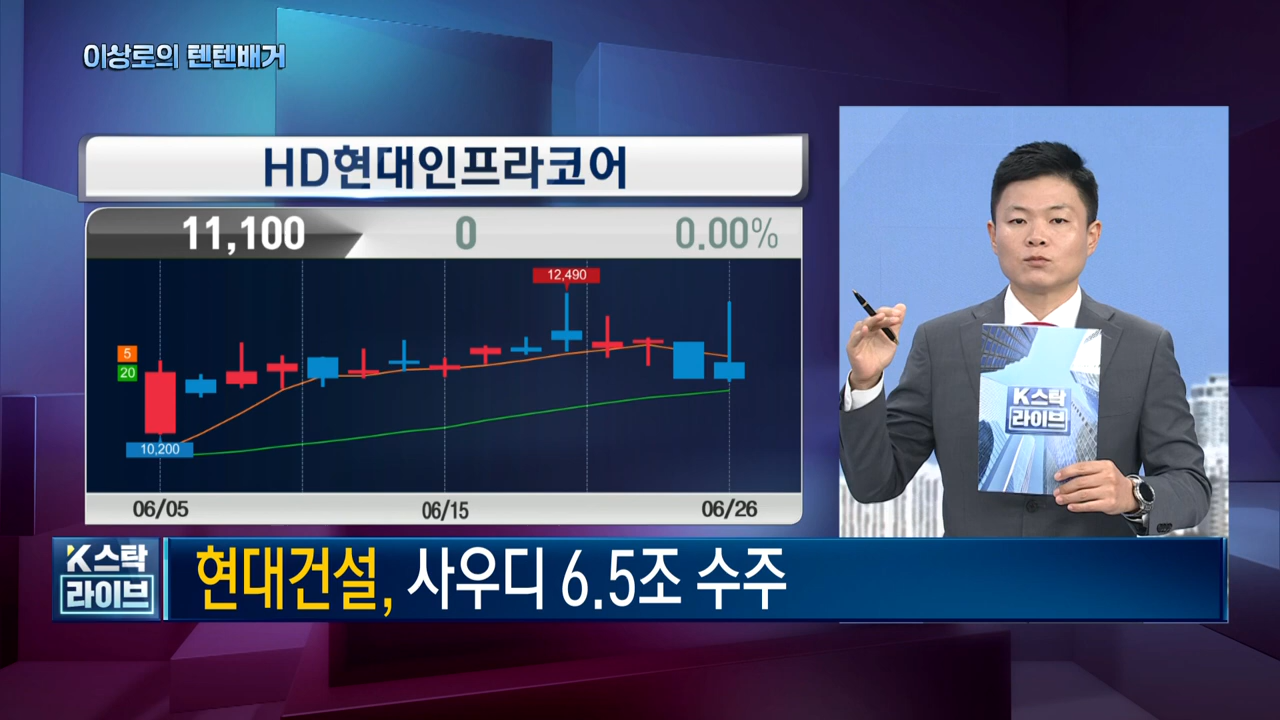 이상로의 텐텐배거
HD현대인프라코어
11,100 0 0.00%
12,490
5
20
10,200
06/05 06/15 06/26
K스탁
라이브
K스탁
라이브
현대건설, 사우디 6.5조 수주